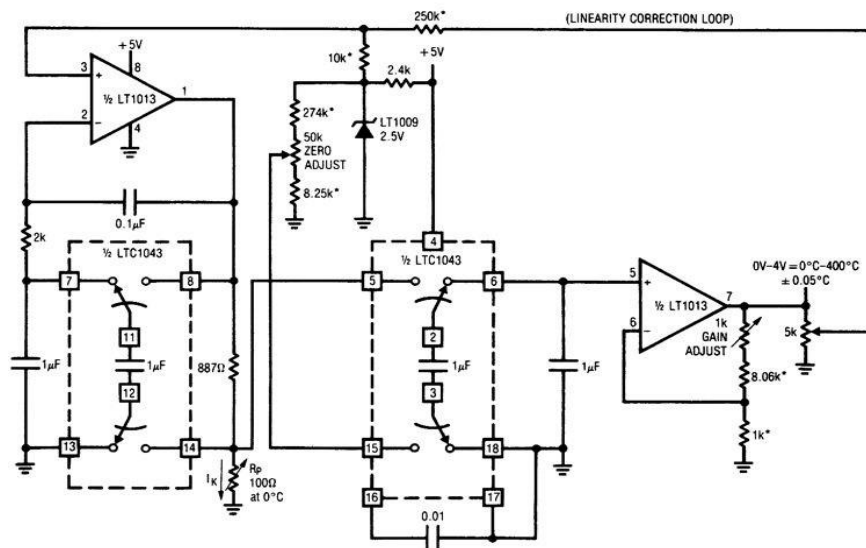 250k*
(LINEARITY CORRECTION LOOP)
+5V
10k*
+5V
3
+
8
1
½ LT1013
2
−
4
2.4k
274k*
LT1009
2.5V
50k
ZERO
ADJUST
8.25k*
0.1µF
2k
½ LTC1043
7
8
11
1µF
1µF
12
887Ω
13
14
I_K
R_P
100Ω
at 0°C
4
½ LTC1043
5
6
2
1µF
1µF
3
15
18
16
17
0.01
5
+
½ LT1013
7
6
−
0V–4V = 0°C–400°C
± 0.05°C
1k
GAIN
ADJUST
5k
8.06k*
1k*